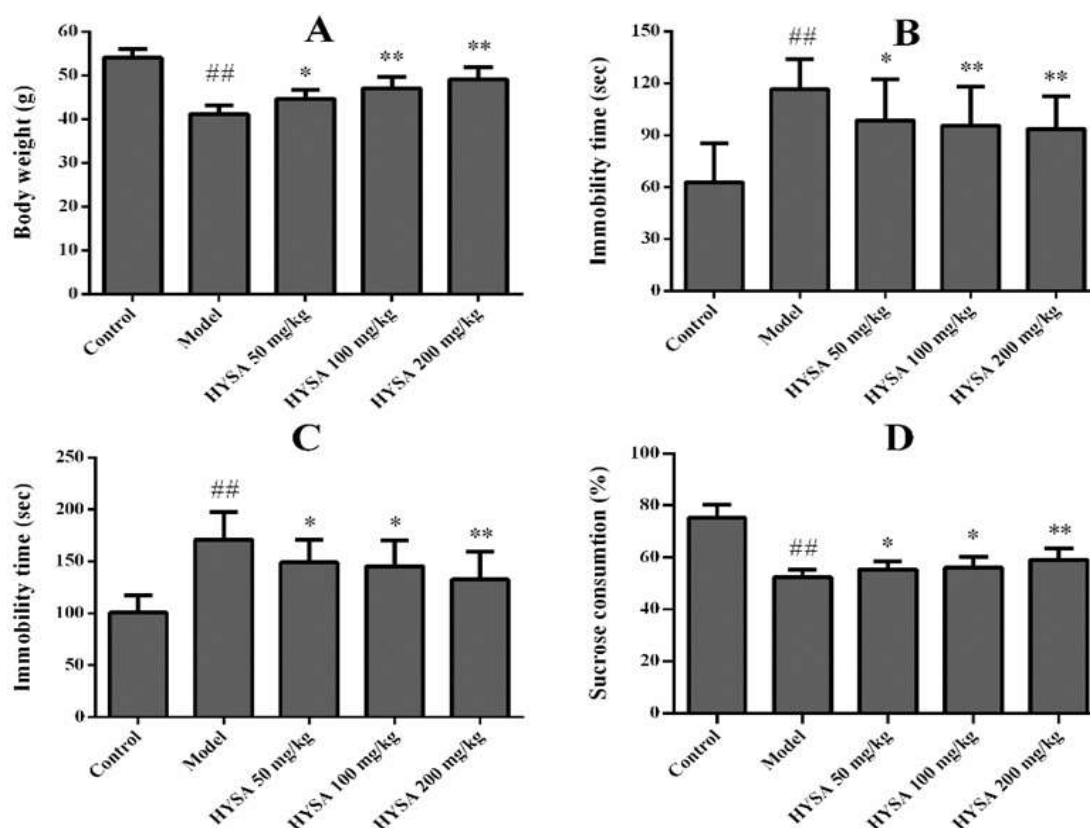 A
Body weight (g)
60
50
40
30
20
10
0
##
*
**
**
Control
Model
HYSA 50 mg/kg
HYSA 100 mg/kg
HYSA 200 mg/kg
B
Immobility time (sec)
150
120
90
60
30
0
##
*
**
**
Control
Model
HYSA 50 mg/kg
HYSA 100 mg/kg
HYSA 200 mg/kg
C
Immobility time (sec)
250
200
150
100
50
0
##
*
*
**
Control
Model
HYSA 50 mg/kg
HYSA 100 mg/kg
HYSA 200 mg/kg
D
Sucrose consumtion (%)
100
80
60
40
20
0
##
*
*
**
Control
Model
HYSA 50 mg/kg
HYSA 100 mg/kg
HYSA 200 mg/kg